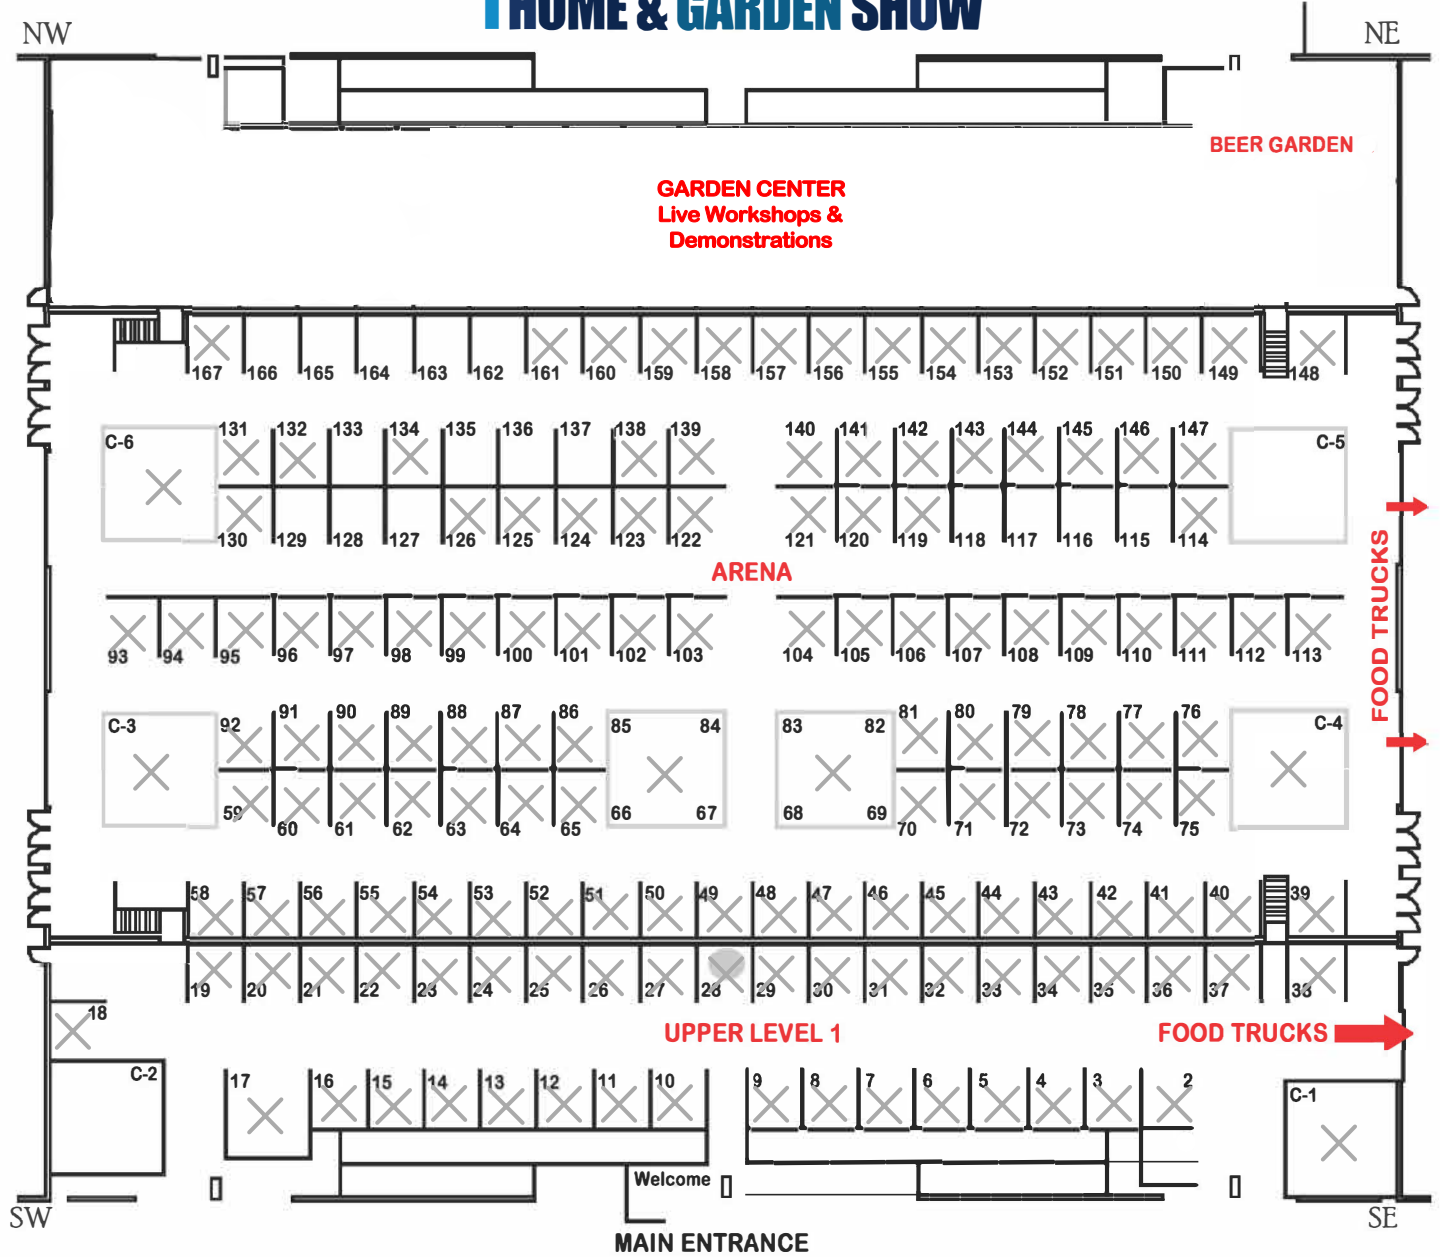 HOME & GARDEN SHOW
NW
NE
BEER GARDEN
GARDEN CENTER
Live Workshops &
Demonstrations
167 166 165 164 163 162 161 160 159 158 157 156 155 154 153 152 151 150 149 148
131 132 133 134 135 136 137 138 139 140 141 142 143 144 145 146 147
C-6
C-5
130 129 128 127 126 125 124 123 122 121 120 119 118 117 116 115 114
ARENA
FOOD TRUCKS
93 94 95 96 97 98 99 100 101 102 103 104 105 106 107 108 109 110 111 112 113
C-3 92 91 90 89 88 87 86 85 84 83 82 81 80 79 78 77 76 C-4
59 60 61 62 63 64 65 66 67 68 69 70 71 72 73 74 75
58 57 56 55 54 53 52 51 50 49 48 47 46 45 44 43 42 41 40 39
19 20 21 22 23 24 25 26 27 28 29 30 31 32 33 34 35 36 37 38
18
UPPER LEVEL 1
FOOD TRUCKS
C-2
17 16 15 14 13 12 11 10 9 8 7 6 5 4 3 2
C-1
Welcome
SW
SE
MAIN ENTRANCE